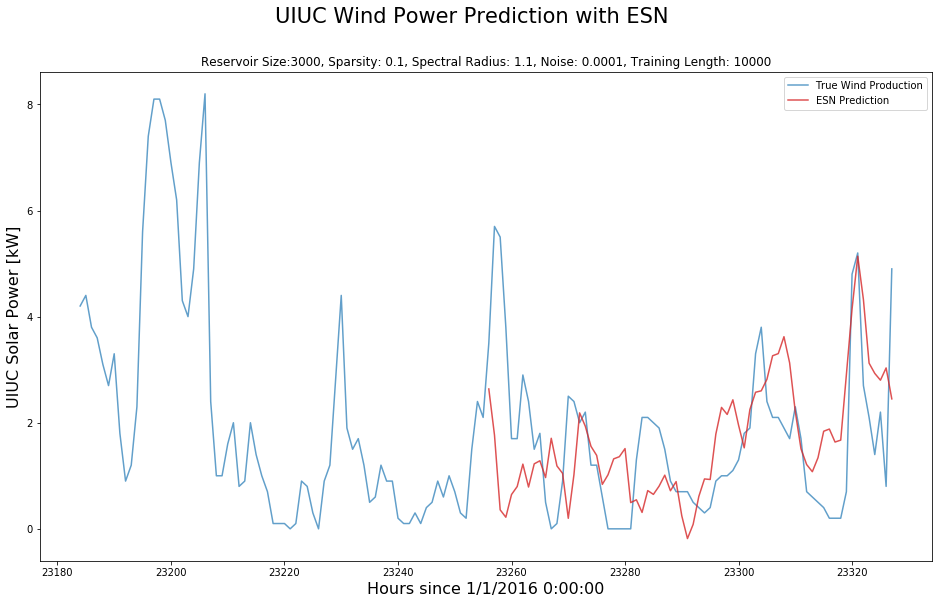 UIUC Wind Power Prediction with ESN
Reservoir Size:3000, Sparsity: 0.1, Spectral Radius: 1.1, Noise: 0.0001, Training Length: 10000
True Wind Production
ESN Prediction
UIUC Solar Power [kW]
8
6
4
2
0
23180 23200 23220 23240 23260 23280 23300 23320
Hours since 1/1/2016 0:00:00